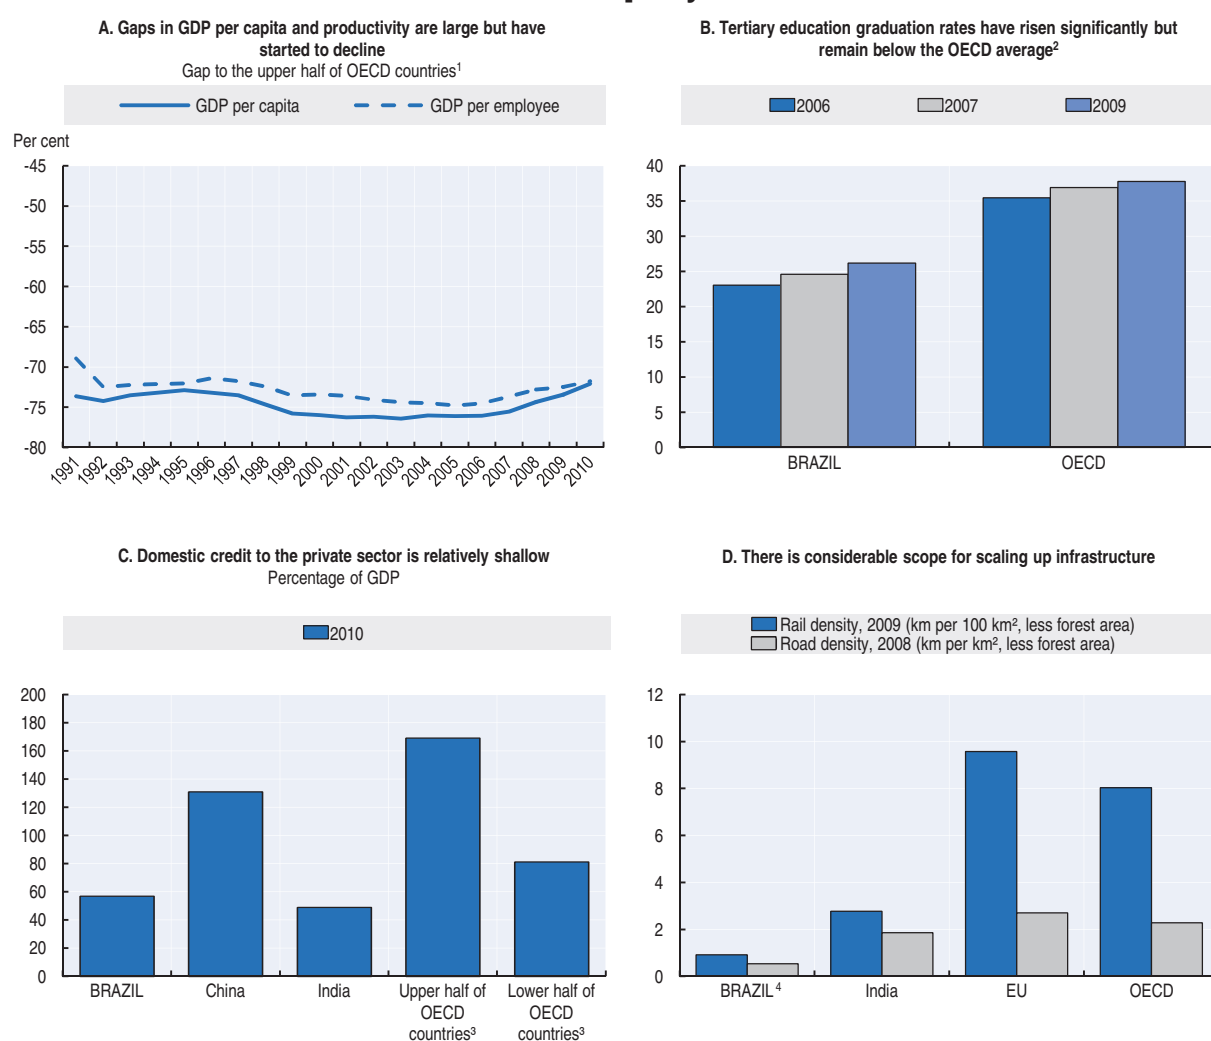 A. Gaps in GDP per capita and productivity are large but have
started to decline
Gap to the upper half of OECD countries¹
GDP per capita
GDP per employee
Per cent
-45
-50
-55
-60
-65
-70
-75
-80
1991
1992
1993
1994
1995
1996
1997
1998
1999
2000
2001
2002
2003
2004
2005
2006
2007
2008
2009
2010
B. Tertiary education graduation rates have risen significantly but
remain below the OECD average²
2006
2007
2009
40
35
30
25
20
15
10
5
0
BRAZIL
OECD
C. Domestic credit to the private sector is relatively shallow
Percentage of GDP
2010
200
180
160
140
120
100
80
60
40
20
0
BRAZIL
China
India
Upper half of
OECD
countries³
Lower half of
OECD
countries³
D. There is considerable scope for scaling up infrastructure
Rail density, 2009 (km per 100 km², less forest area)
Road density, 2008 (km per km², less forest area)
12
10
8
6
4
2
0
BRAZIL⁴
India
EU
OECD